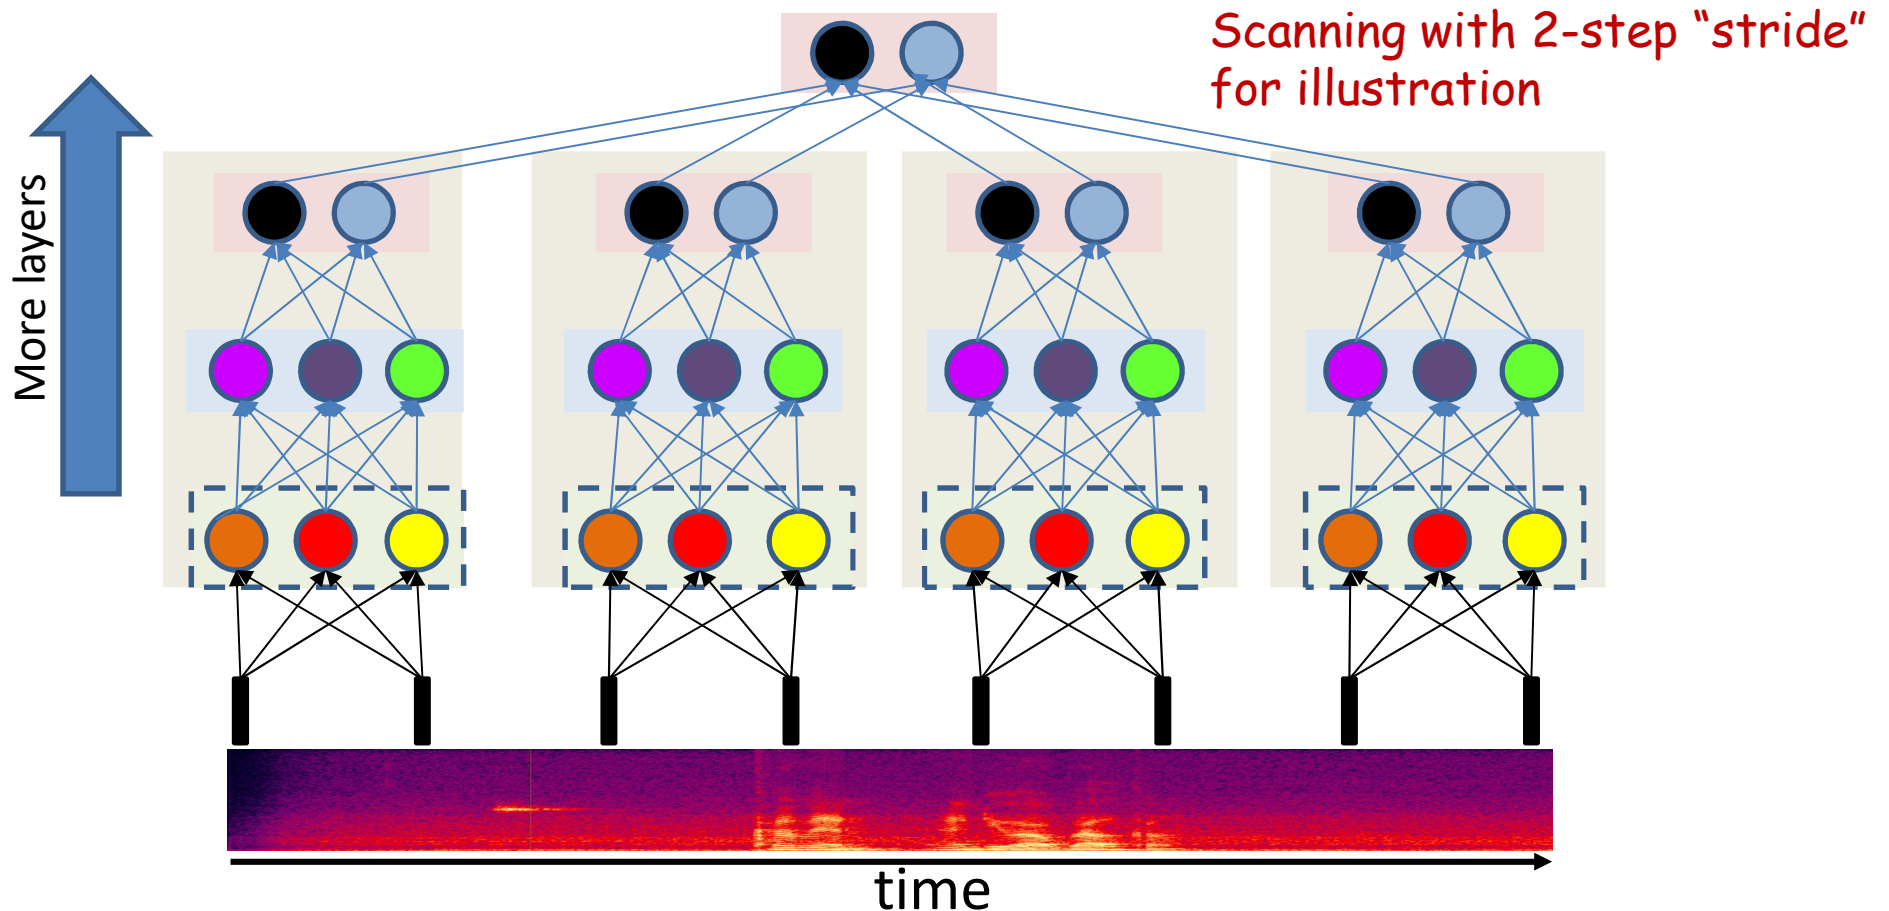 Scanning with 2-step “stride”
for illustration
More layers
time